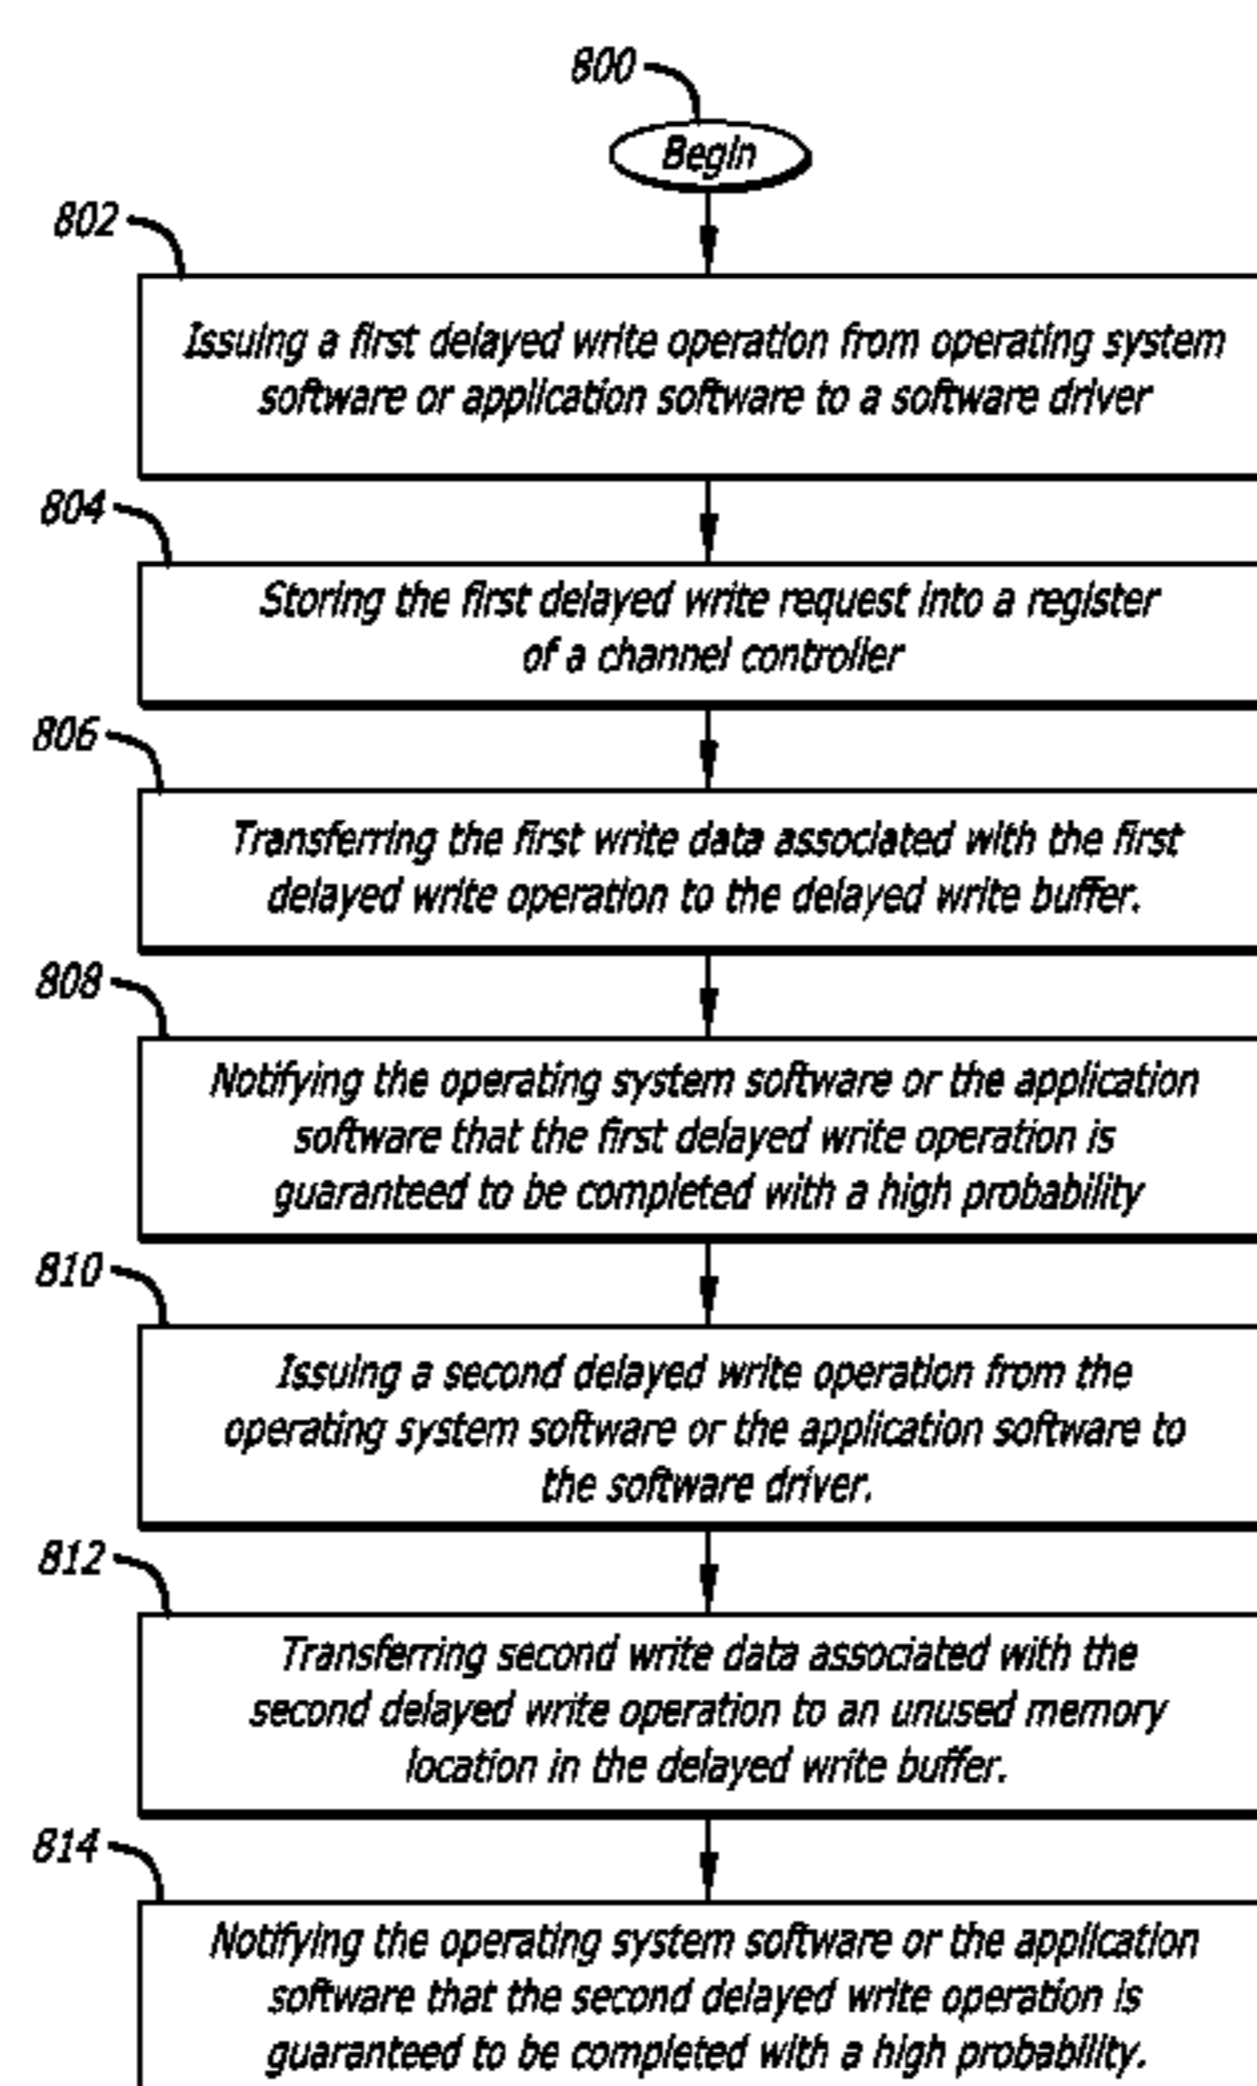 800
Begin
802
Issuing a first delayed write operation from operating system
software or application software to a software driver
804
Storing the first delayed write request into a register
of a channel controller
806
Transferring the first write data associated with the first
delayed write operation to the delayed write buffer.
808
Notifying the operating system software or the application
software that the first delayed write operation is
guaranteed to be completed with a high probability
810
Issuing a second delayed write operation from the
operating system software or the application software to
the software driver.
812
Transferring second write data associated with the
second delayed write operation to an unused memory
location in the delayed write buffer.
814
Notifying the operating system software or the application
software that the second delayed write operation is
guaranteed to be completed with a high probability.